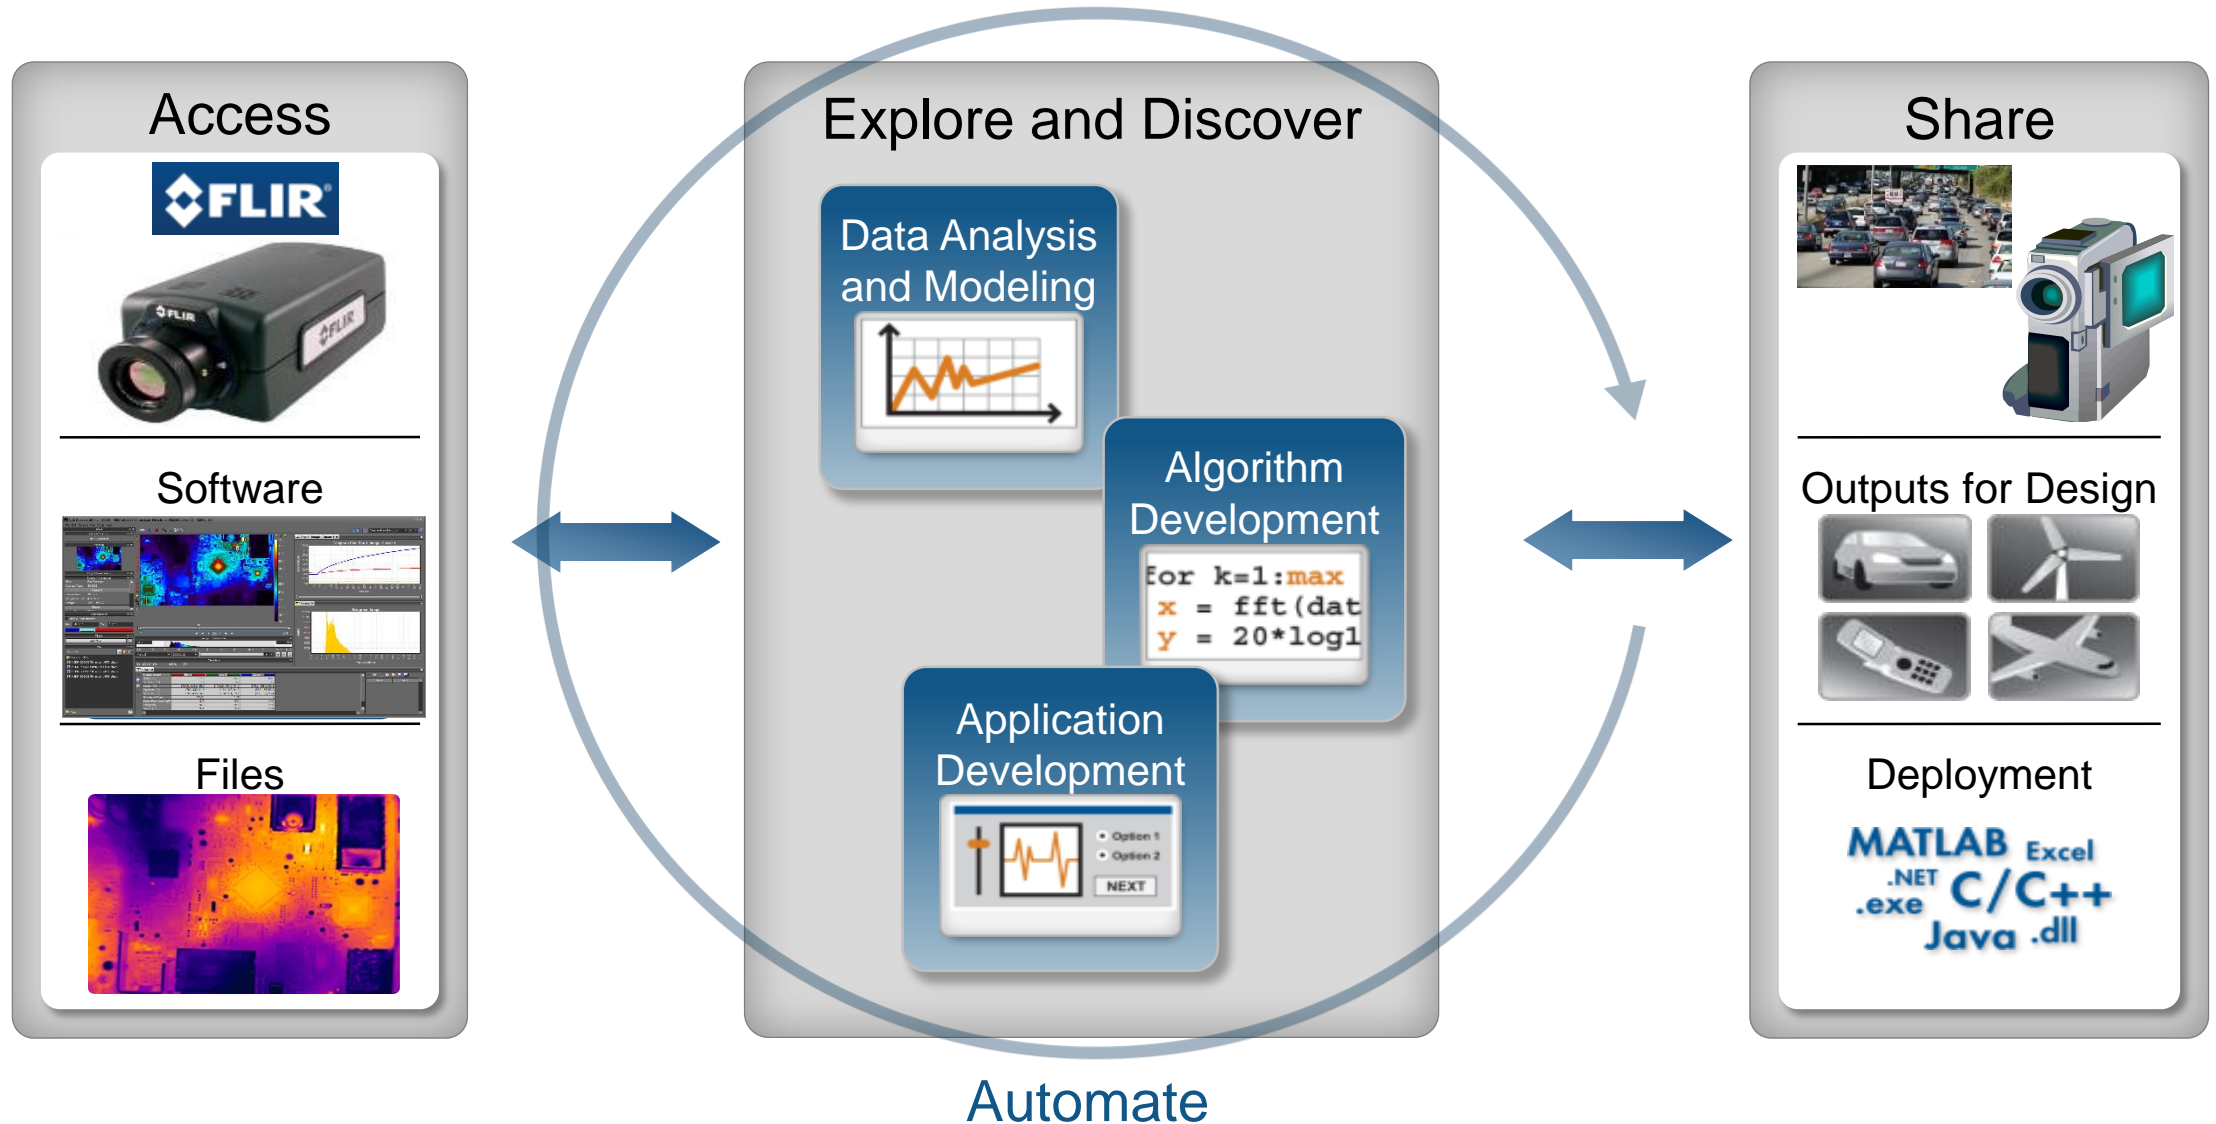 Access
FLIR®
FLIR
FLIR
Software
Files
Explore and Discover
Data Analysis
and Modeling
Algorithm
Development
for k=1:max
x = fft(dat
y = 20*log1
Application
Development
Option 1
Option 2
NEXT
Share
Outputs for Design
Deployment
MATLAB Excel
.NET C/C++
.exe
Java .dll
Automate